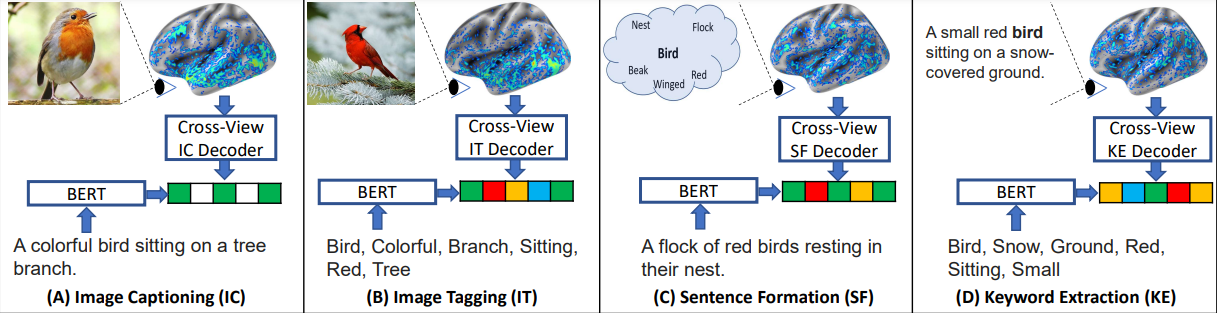 Cross-View
IC Decoder
BERT
A colorful bird sitting on a tree
branch.
(A) Image Captioning (IC)
Cross-View
IT Decoder
BERT
Bird, Colorful, Branch, Sitting,
Red, Tree
(B) Image Tagging (IT)
Nest
Flock
Bird
Beak
Red
Winged
Cross-View
SF Decoder
BERT
A flock of red birds resting in
their nest.
(C) Sentence Formation (SF)
A small red bird
sitting on a snow-
covered ground.
Cross-View
KE Decoder
BERT
Bird, Snow, Ground, Red,
Sitting, Small
(D) Keyword Extraction (KE)